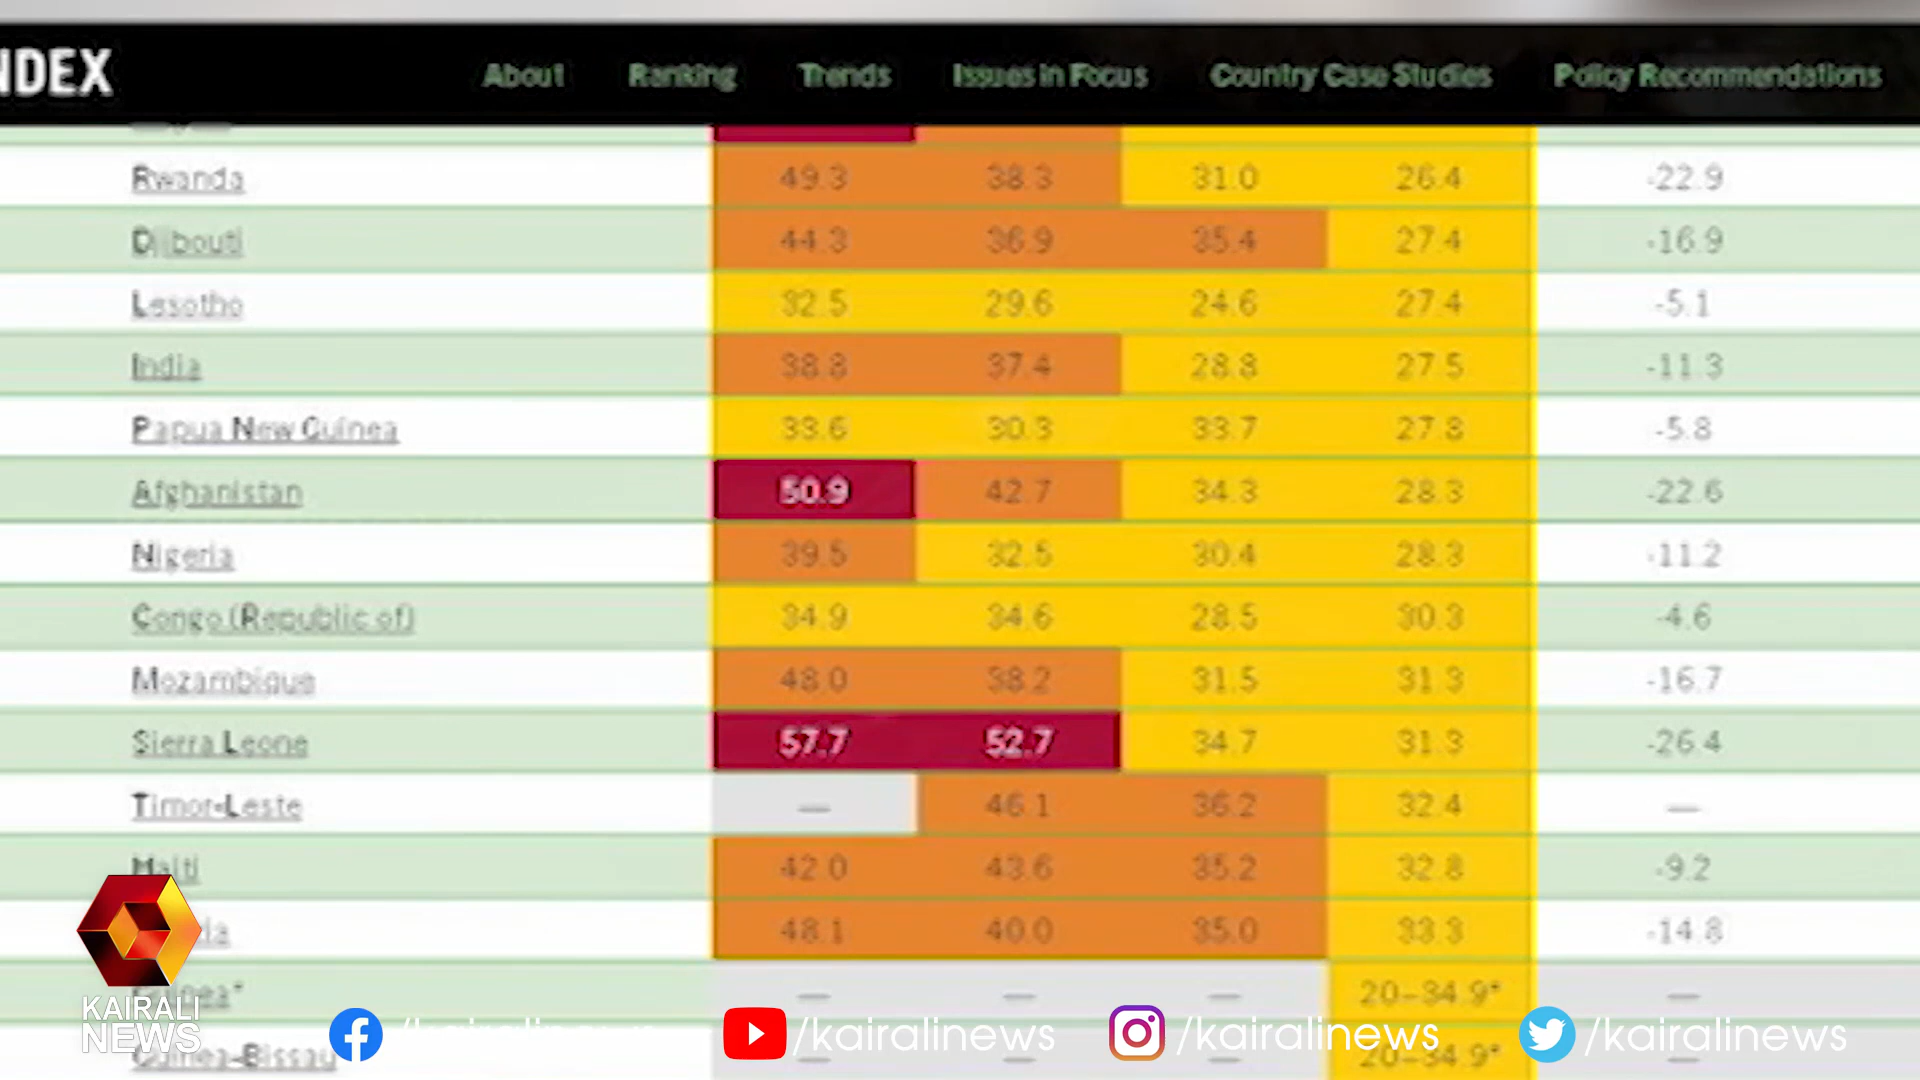 NDEX About Ranking Trends Issues in Focus Country Case Studies Policy Recommendations
Rwanda 49.3 38.3 31.0 26.4 -22.9
Djibouti 44.3 36.9 35.4 27.4 -16.9
Lesotho 32.5 29.6 24.6 27.4 -5.1
India 38.8 37.4 28.8 27.5 -11.3
Papua New Guinea 33.6 30.3 33.7 27.8 -5.8
Afghanistan 50.9 42.7 34.3 28.3 -22.6
Nigeria 39.5 32.5 30.4 28.3 -11.2
Congo (Republic of) 34.9 34.6 28.5 30.3 -4.6
Mozambique 48.0 38.2 31.5 31.3 -16.7
Sierra Leone 57.7 52.7 34.7 31.3 -26.4
Timor-Leste — 46.1 36.2 32.4 —
Haiti 42.0 43.6 35.2 32.8 -9.2
ia 48.1 40.0 35.0 33.3 -14.8
Guinea* — — — 20–34.9* —
Guinea-Bissau — — — 20–34.9* —
KAIRALI
NEWS
/kairalinews /kairalinews /kairalinews /kairalinews